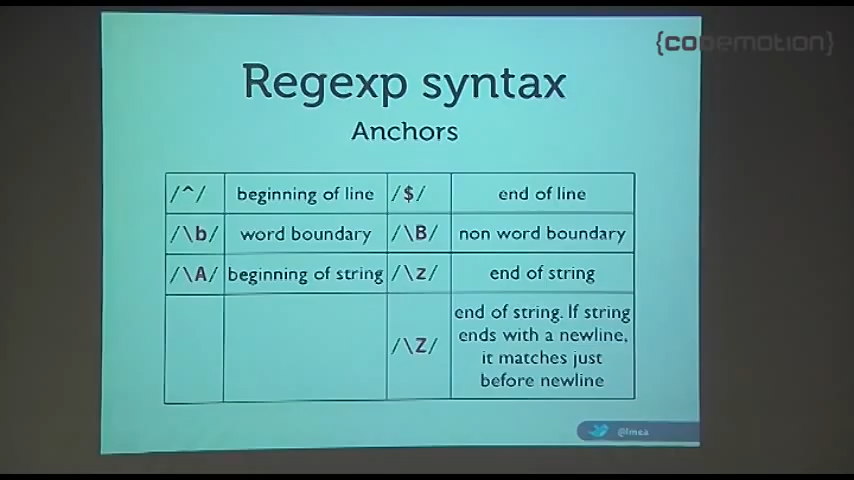 {codemotion}
Regexp syntax
Anchors
/^/ beginning of line /$/ end of line
/\b/ word boundary /\B/ non word boundary
/\A/ beginning of string /\z/ end of string
/\Z/ end of string. If string
ends with a newline,
it matches just
before newline
@lmea